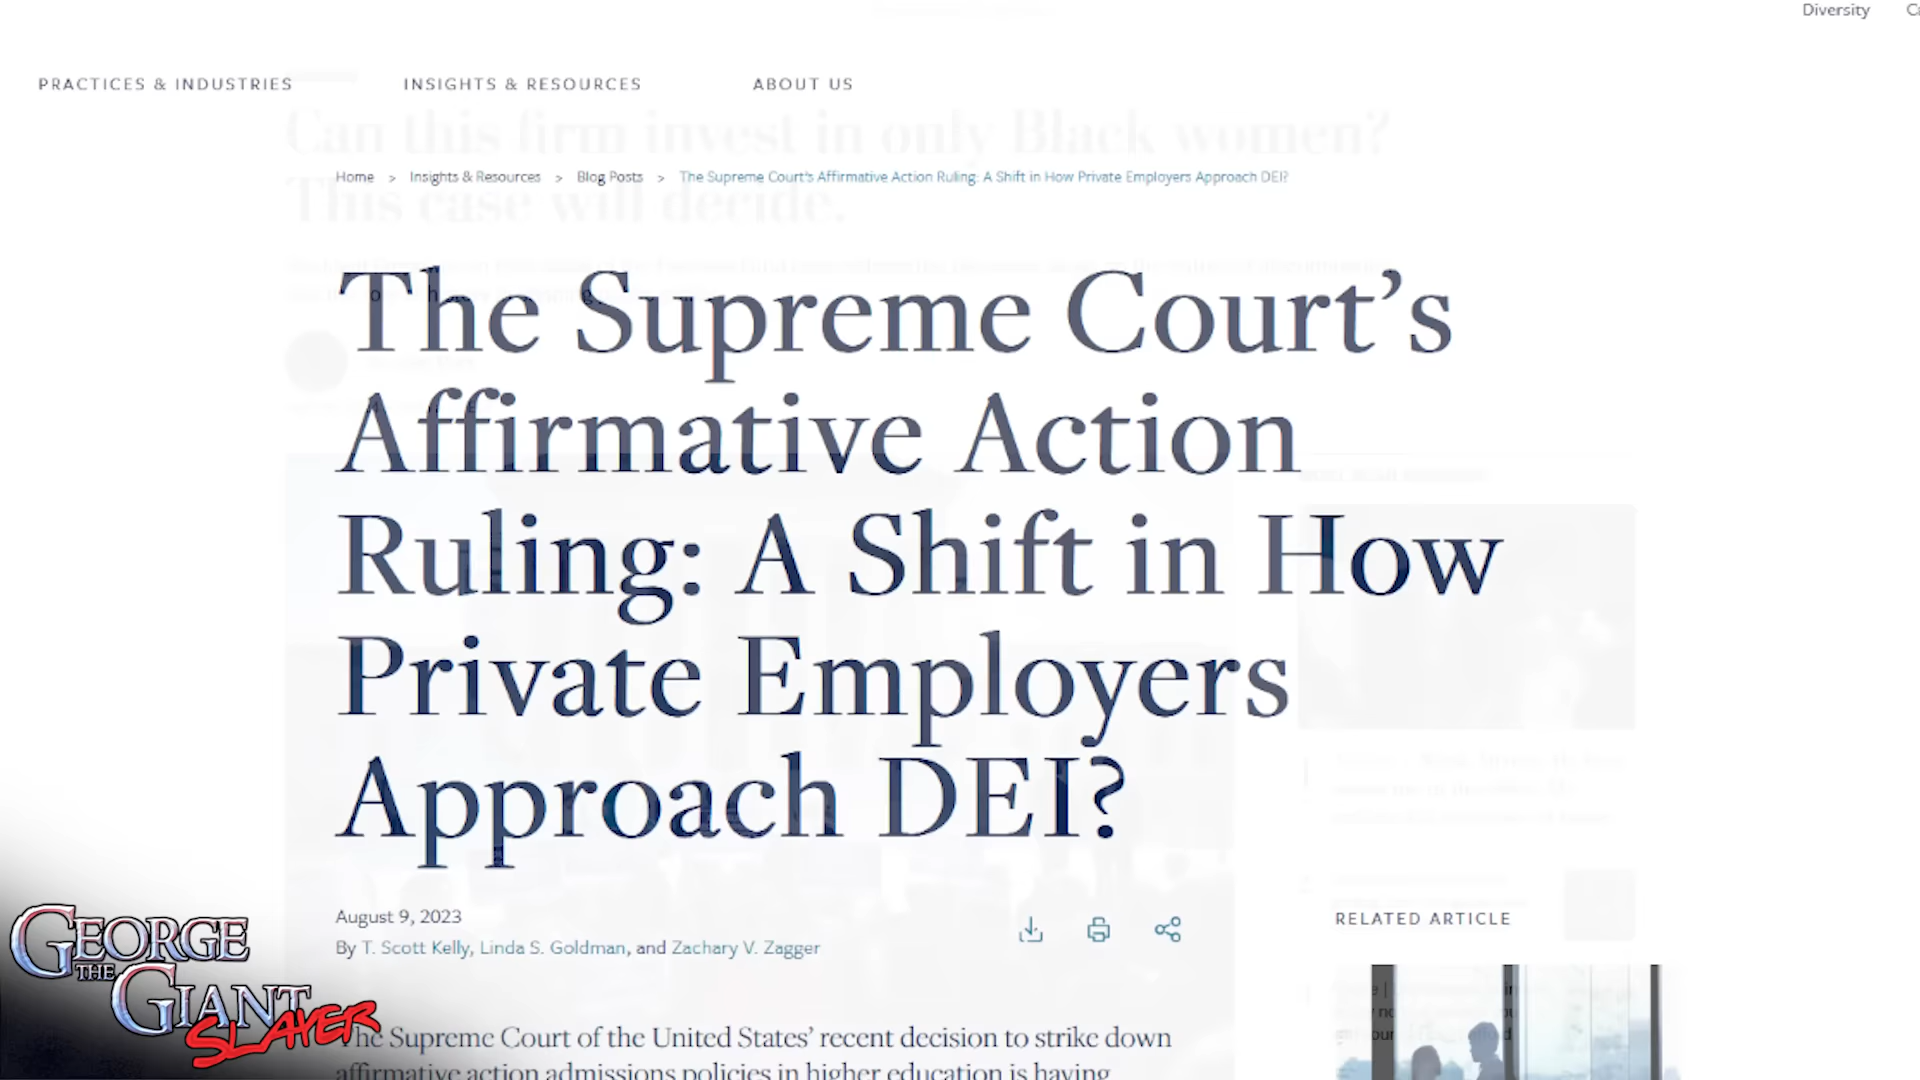 Diversity
PRACTICES & INDUSTRIES
INSIGHTS & RESOURCES
ABOUT US
Can this firm invest in only Black women?
This case will decide.
Home > Insights & Resources > Blog Posts > The Supreme Court's Affirmative Action Ruling: A Shift in How Private Employers Approach DEI?
The Supreme Court's
Affirmative Action
Ruling: A Shift in How
Private Employers
Approach DEI?
August 9, 2023
By T. Scott Kelly, Linda S. Goldman, and Zachary V. Zagger
RELATED ARTICLE
The Supreme Court of the United States' recent decision to strike down
affirmative action admissions policies in higher education is having
GEORGE
THE
GIANT
SLAYER